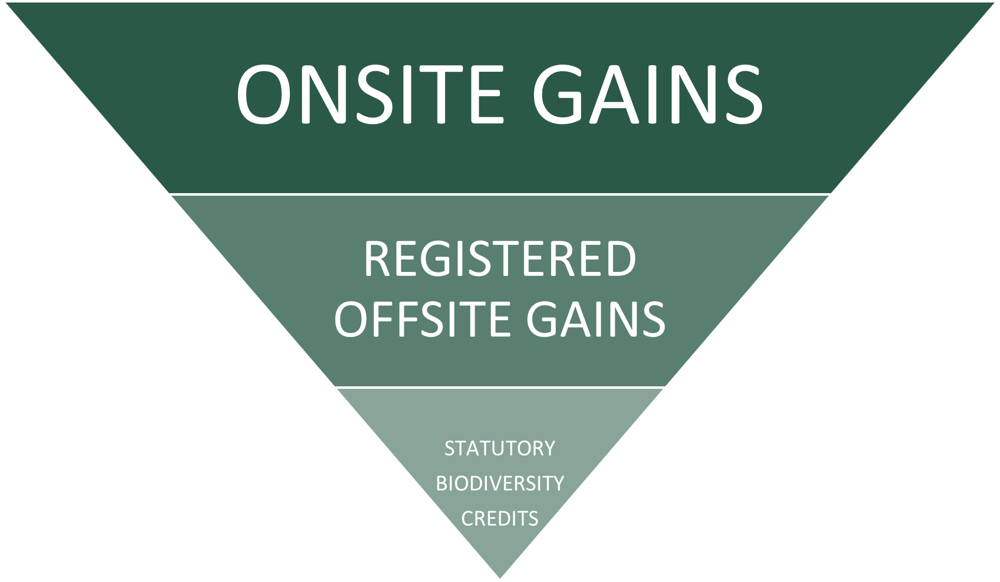 ONSITE GAINS
REGISTERED
OFFSITE GAINS
STATUTORY
BIODIVERSITY
CREDITS